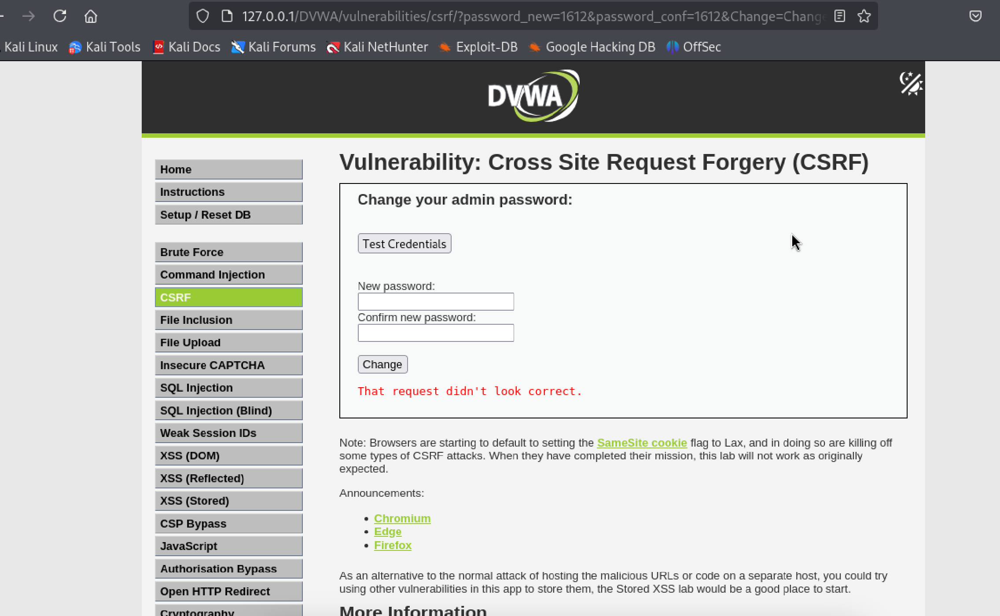 127.0.0.1/DVWA/vulnerabilities/csrf/?password_new=1612&password_conf=1612&Change=Change
Kali Linux Kali Tools Kali Docs Kali Forums Kali NetHunter Exploit-DB Google Hacking DB OffSec
DVWA
Home
Instructions
Setup / Reset DB
Brute Force
Command Injection
CSRF
File Inclusion
File Upload
Insecure CAPTCHA
SQL Injection
SQL Injection (Blind)
Weak Session IDs
XSS (DOM)
XSS (Reflected)
XSS (Stored)
CSP Bypass
JavaScript
Authorisation Bypass
Open HTTP Redirect
Cryptography
Vulnerability: Cross Site Request Forgery (CSRF)
Change your admin password:
Test Credentials
New password:
Confirm new password:
Change
That request didn't look correct.
Note: Browsers are starting to default to setting the SameSite cookie flag to Lax, and in doing so are killing off
some types of CSRF attacks. When they have completed their mission, this lab will not work as originally
expected.
Announcements:
Chromium
Edge
Firefox
As an alternative to the normal attack of hosting the malicious URLs or code on a separate host, you could try
using other vulnerabilities in this app to store them, the Stored XSS lab would be a good place to start.
More Information